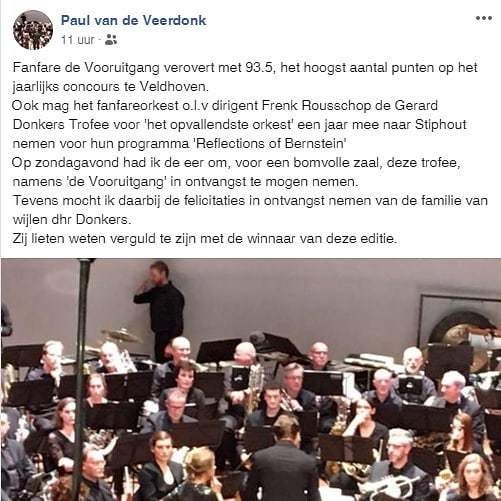 Paul van de Veerdonk
11 uur ·
Fanfare de Vooruitgang verovert met 93.5, het hoogst aantal punten op het
jaarlijks concours te Veldhoven.
Ook mag het fanfareorkest o.l.v dirigent Frenk Rousschop de Gerard
Donkers Trofee voor 'het opvallendste orkest' een jaar mee naar Stiphout
nemen voor hun programma 'Reflections of Bernstein'
Op zondagavond had ik de eer om, voor een bomvolle zaal, deze trofee,
namens 'de Vooruitgang' in ontvangst te mogen nemen.
Tevens mocht ik daarbij de felicitaties in ontvangst nemen van de familie van
wijlen dhr Donkers.
Zij lieten weten verguld te zijn met de winnaar van deze editie.